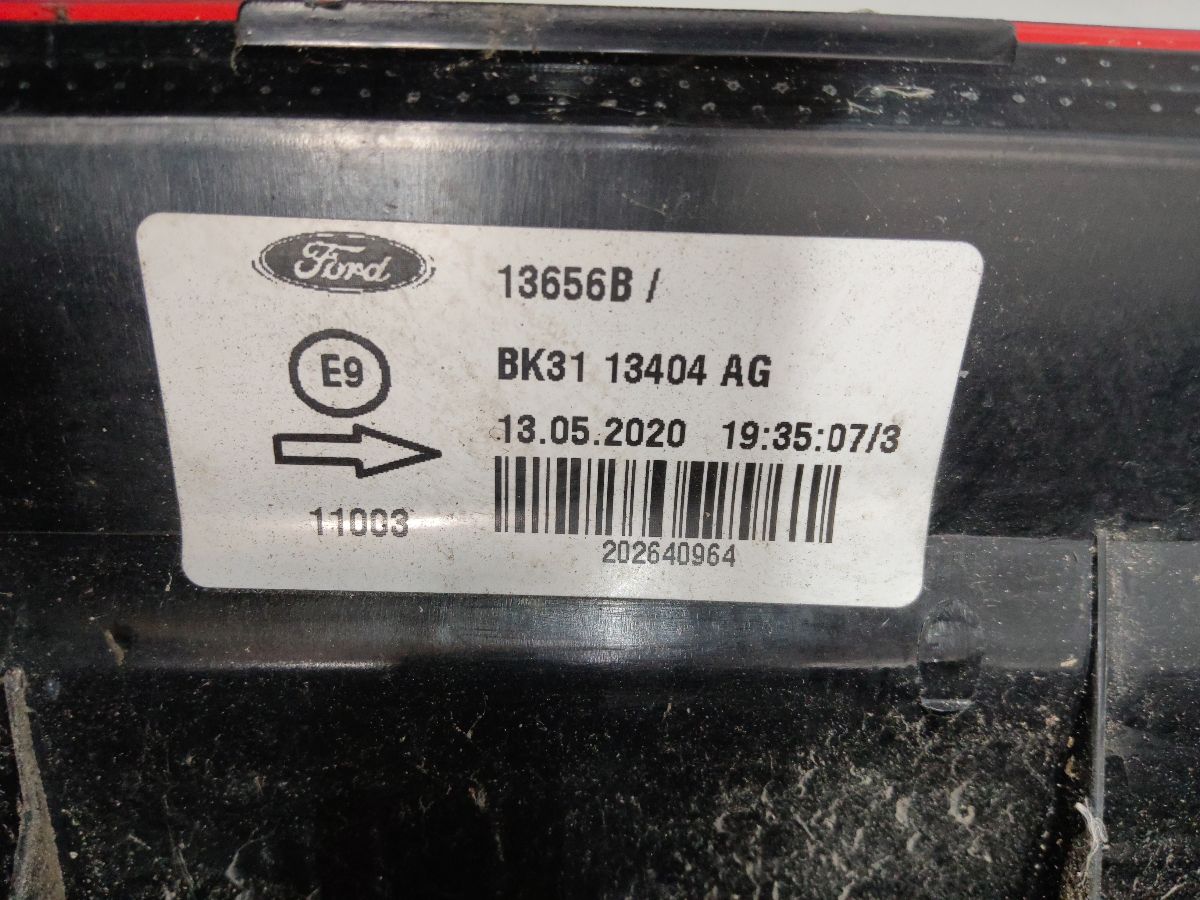 Ford
13656B /
E9
BK31 13404 AG
13.05.2020 19:35:07/3
11003
202640964